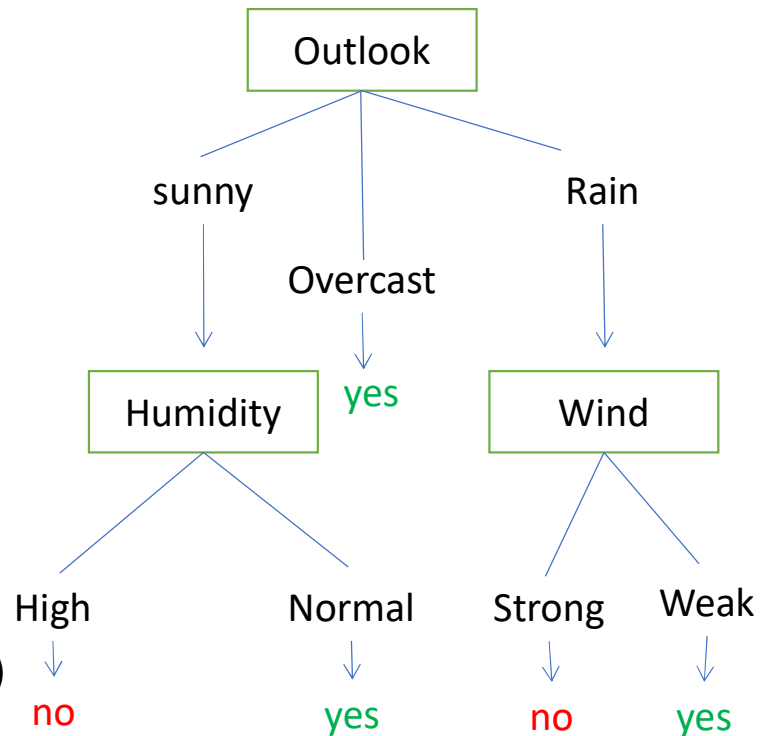 Outlook
sunny Rain
Overcast
Humidity yes Wind
High Normal Strong Weak
) no yes no yes